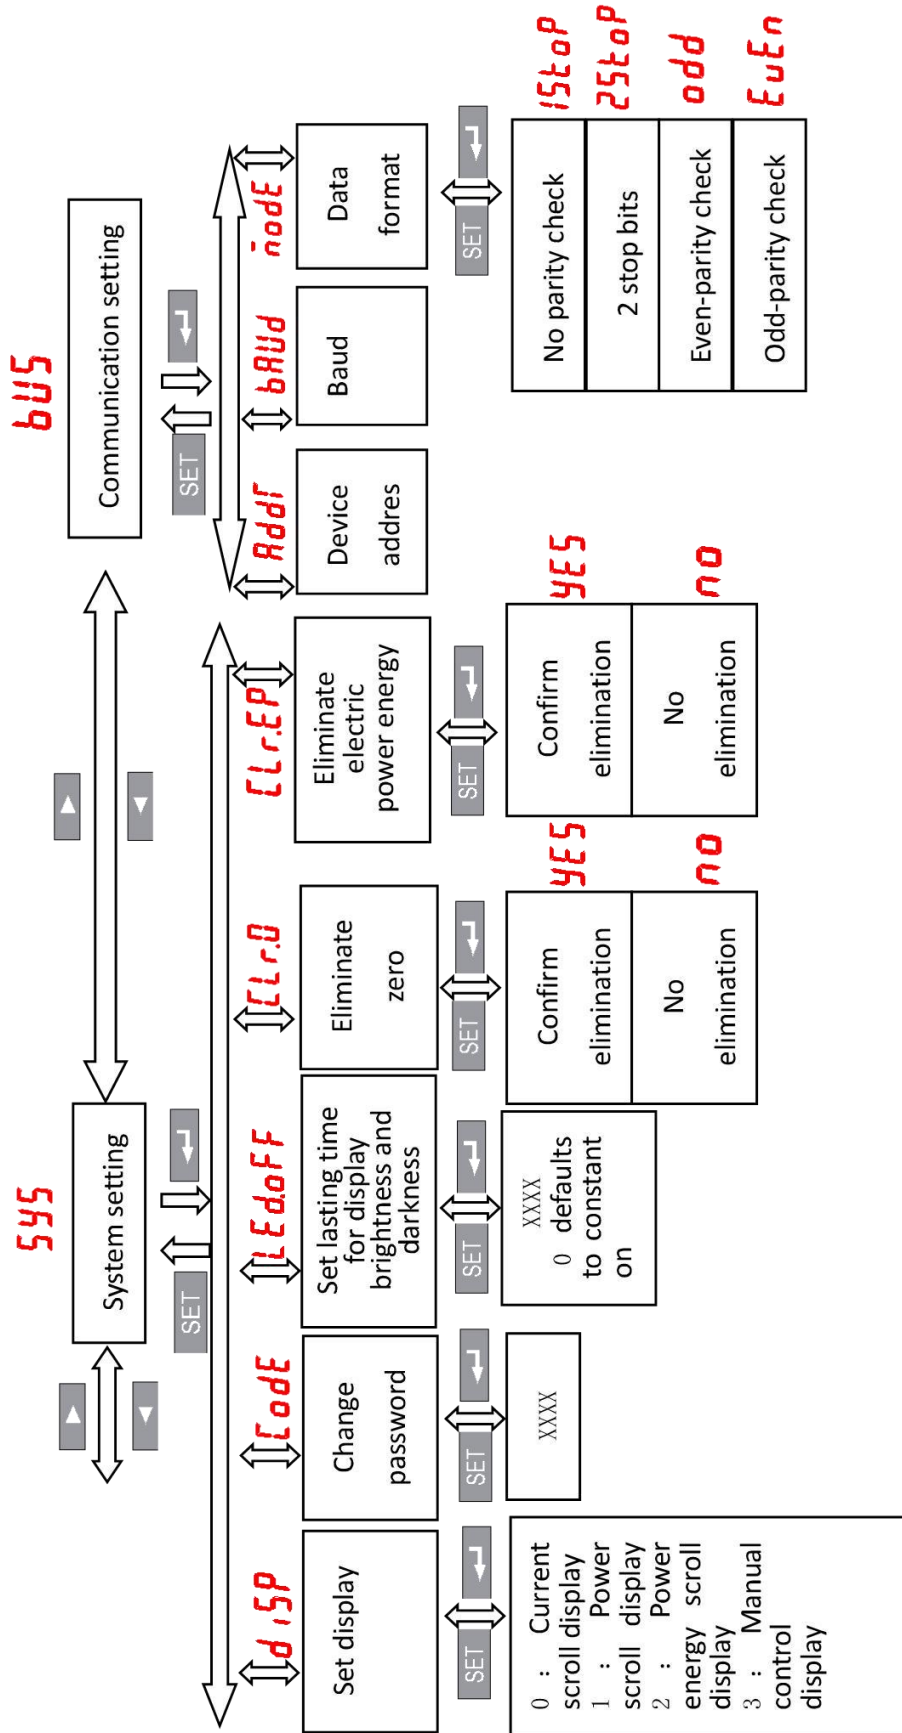 SYS
System setting
SET
bUS
Communication setting
SET
diSP
Set display
SET
0 : Current
scroll display
1 : Power
scroll display
2 : Power
energy scroll
display
3 : Manual
control
display
CodE
Change
password
SET
XXXX
LEd.oFF
Set lasting time
for display
brightness and
darkness
SET
XXXX
0 defaults
to constant
on
CLr.0
Eliminate
zero
SET
Confirm
elimination
YES
No
elimination
no
CLr.EP
Eliminate
electric
power energy
SET
Confirm
elimination
YES
No
elimination
no
Addr
Device
addres
bAUd
Baud
modE
Data
format
SET
No parity check
1StoP
2 stop bits
2StoP
Even-parity check
odd
Odd-parity check
EvEn